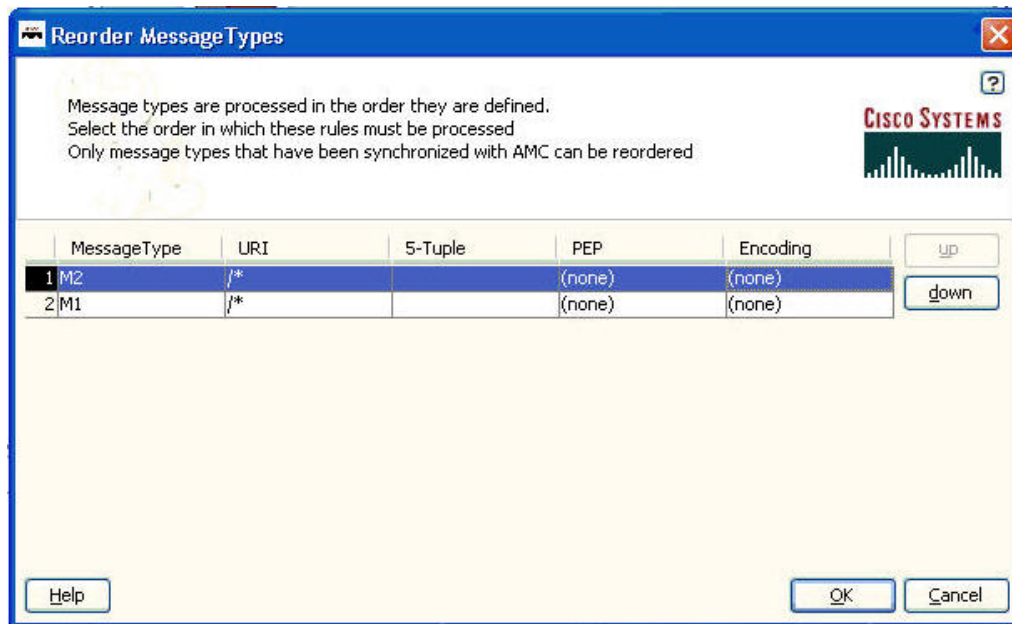 Reorder MessageTypes
?
Message types are processed in the order they are defined.
Select the order in which these rules must be processed
Only message types that have been synchronized with AMC can be reordered
CISCO SYSTEMS
MessageType URI 5-Tuple PEP Encoding
up
1 M2 /* (none) (none)
down
2 M1 /* (none) (none)
Help
OK
Cancel